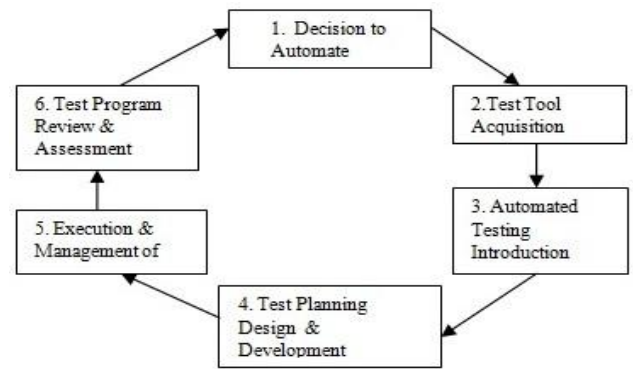 1. Decision to
Automate
2.Test Tool
Acquisition
3. Automated
Testing
Introduction
4. Test Planning
Design &
Development
5. Execution &
Management of
6. Test Program
Review &
Assessment